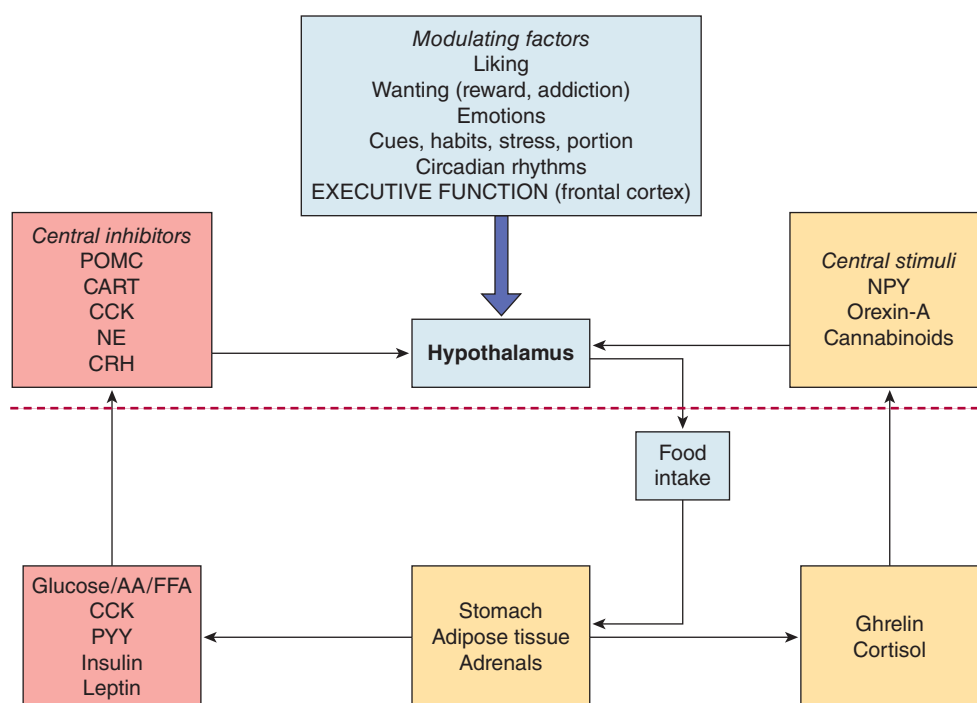 Modulating factors
Liking
Wanting (reward, addiction)
Emotions
Cues, habits, stress, portion
Circadian rhythms
EXECUTIVE FUNCTION (frontal cortex)
Central inhibitors
POMC
CART
CCK
NE
CRH
Hypothalamus
Central stimuli
NPY
Orexin-A
Cannabinoids
Food
intake
Glucose/AA/FFA
CCK
PYY
Insulin
Leptin
Stomach
Adipose tissue
Adrenals
Ghrelin
Cortisol